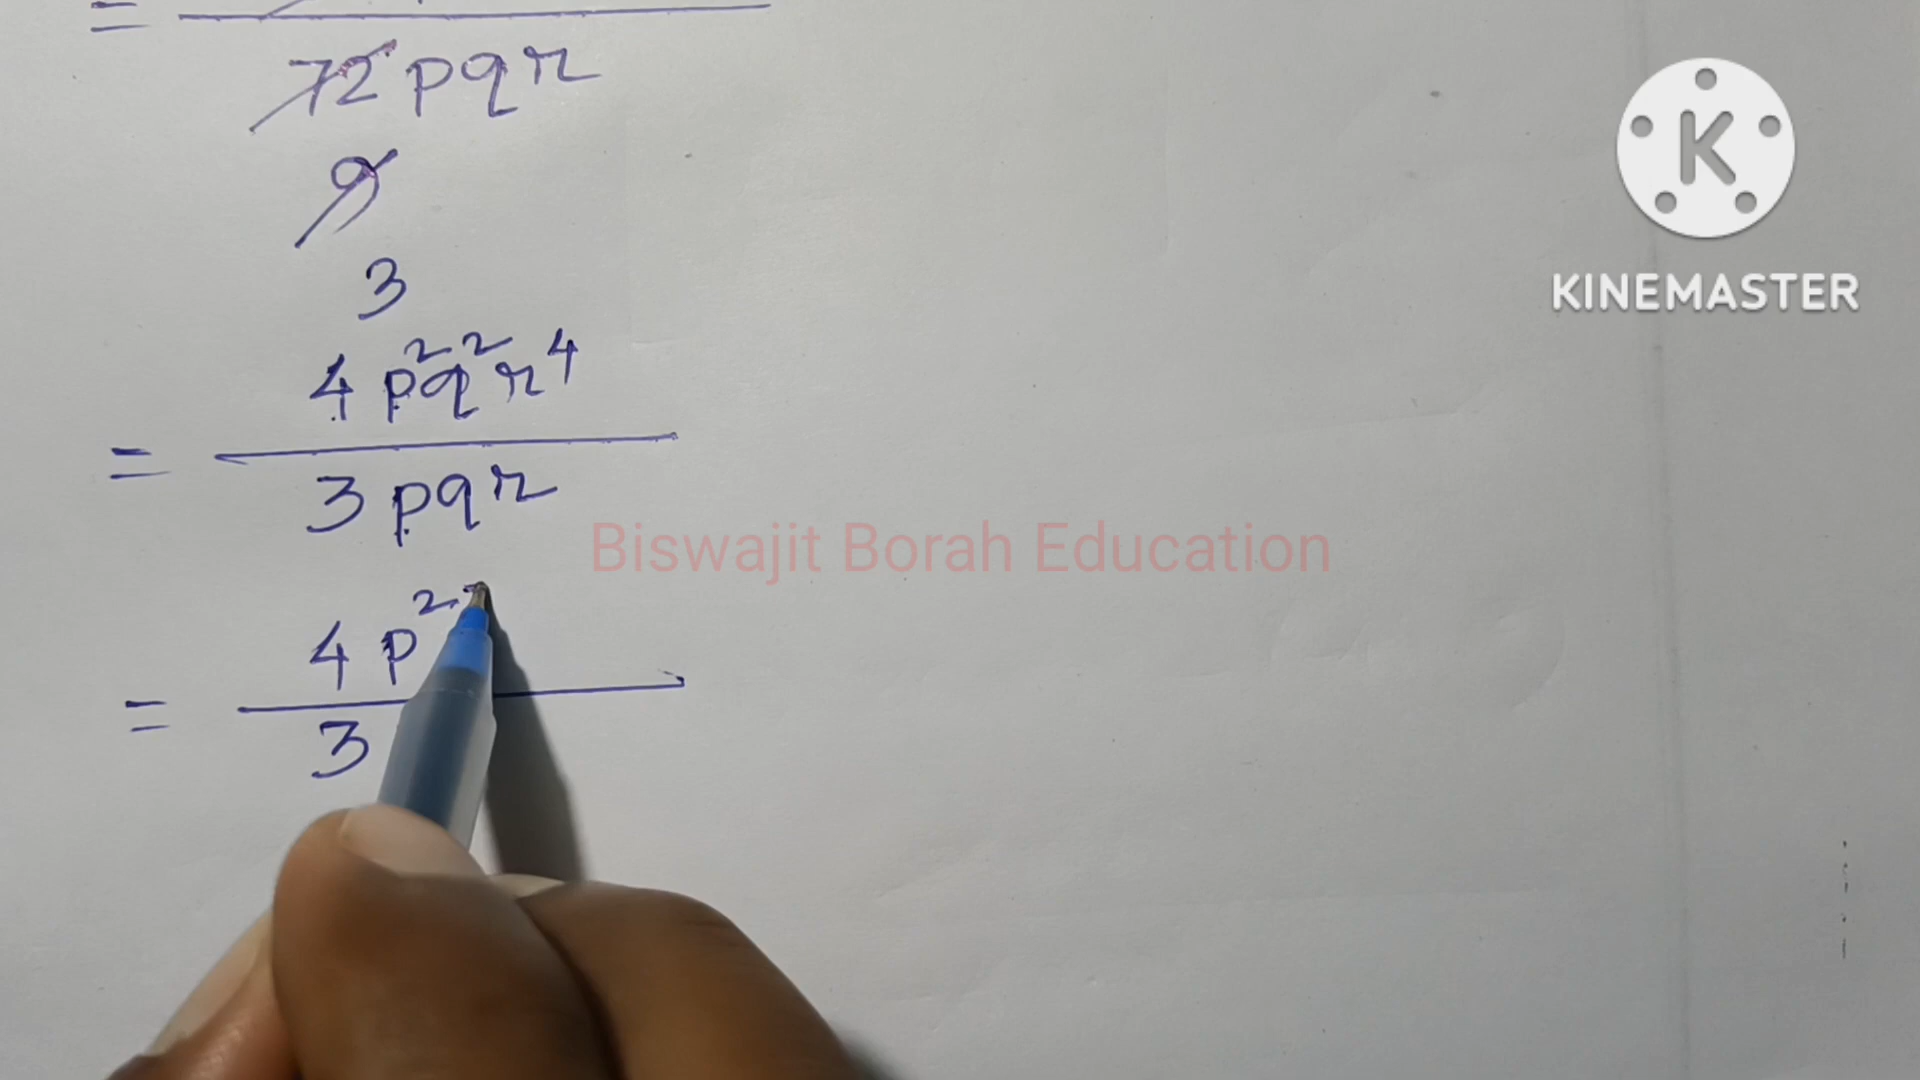 =
72 pqr
9
3
KINEMASTER
= 4 p²q²r⁴ / 3 pqr
Biswajit Borah Education
= 4 p² / 3